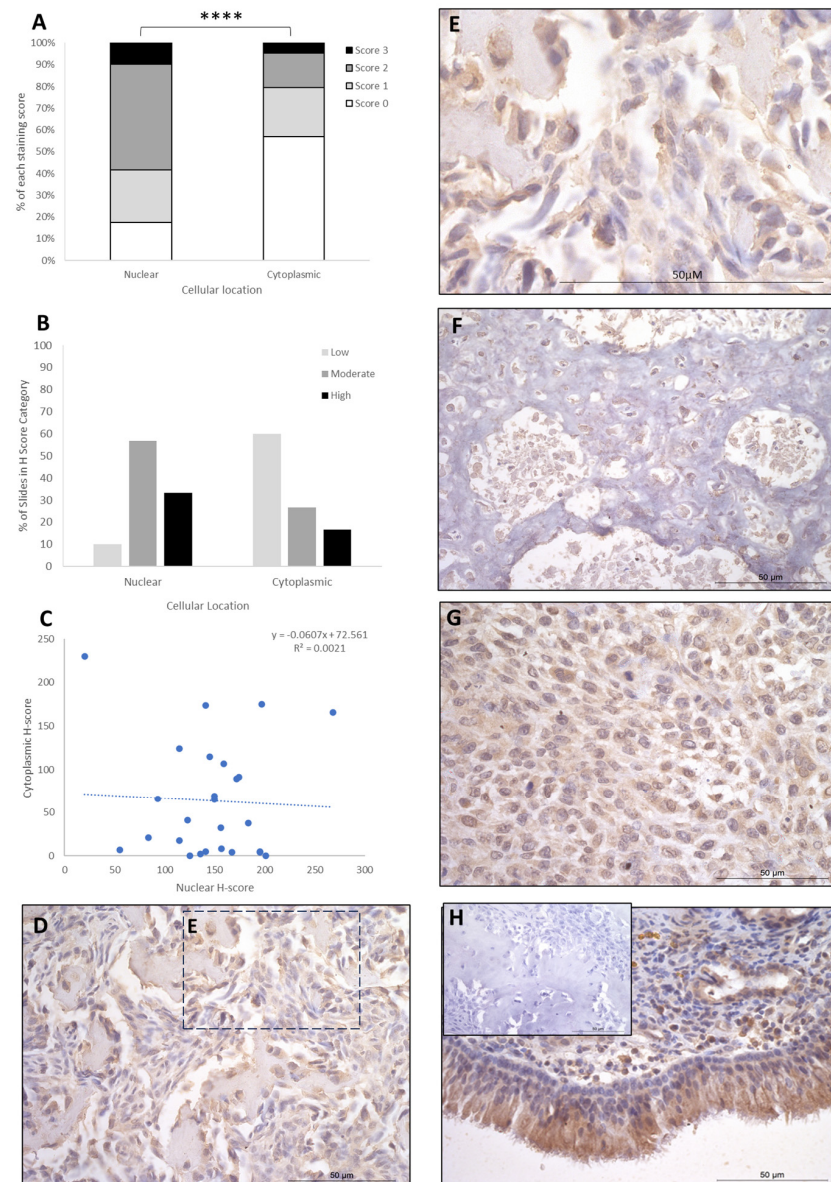 A
****
100%
90%
80%
70%
60%
50%
40%
30%
20%
10%
0%
% of each staining score
Score 3
Score 2
Score 1
Score 0
Nuclear
Cytoplasmic
Cellular location
B
100
90
80
70
60
50
40
30
20
10
0
% of Slides in H Score Category
Low
Moderate
High
Nuclear
Cytoplasmic
Cellular Location
C
y = -0.0607x + 72.561
R² = 0.0021
250
200
150
100
50
0
Cytoplasmic H-score
0
50
100
150
200
250
300
Nuclear H-score
D
E
50 µm
E
50µM
F
50 µm
G
50 µm
H
50 µm